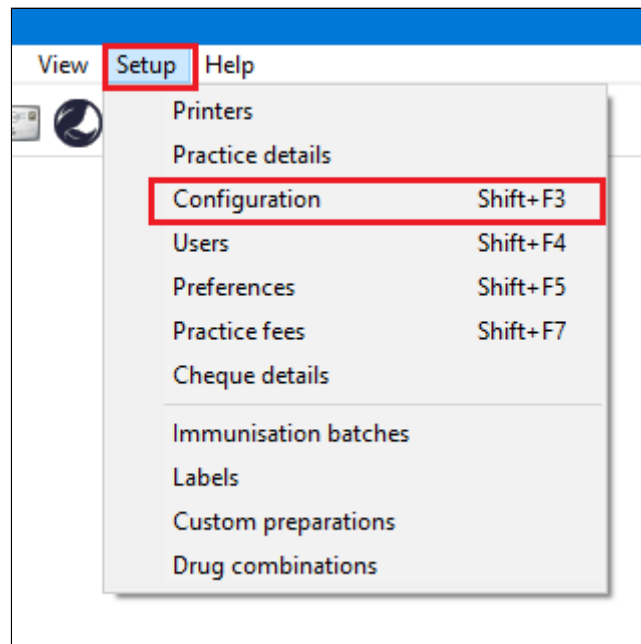 View Setup Help
Printers
Practice details
Configuration Shift+F3
Users Shift+F4
Preferences Shift+F5
Practice fees Shift+F7
Cheque details
Immunisation batches
Labels
Custom preparations
Drug combinations